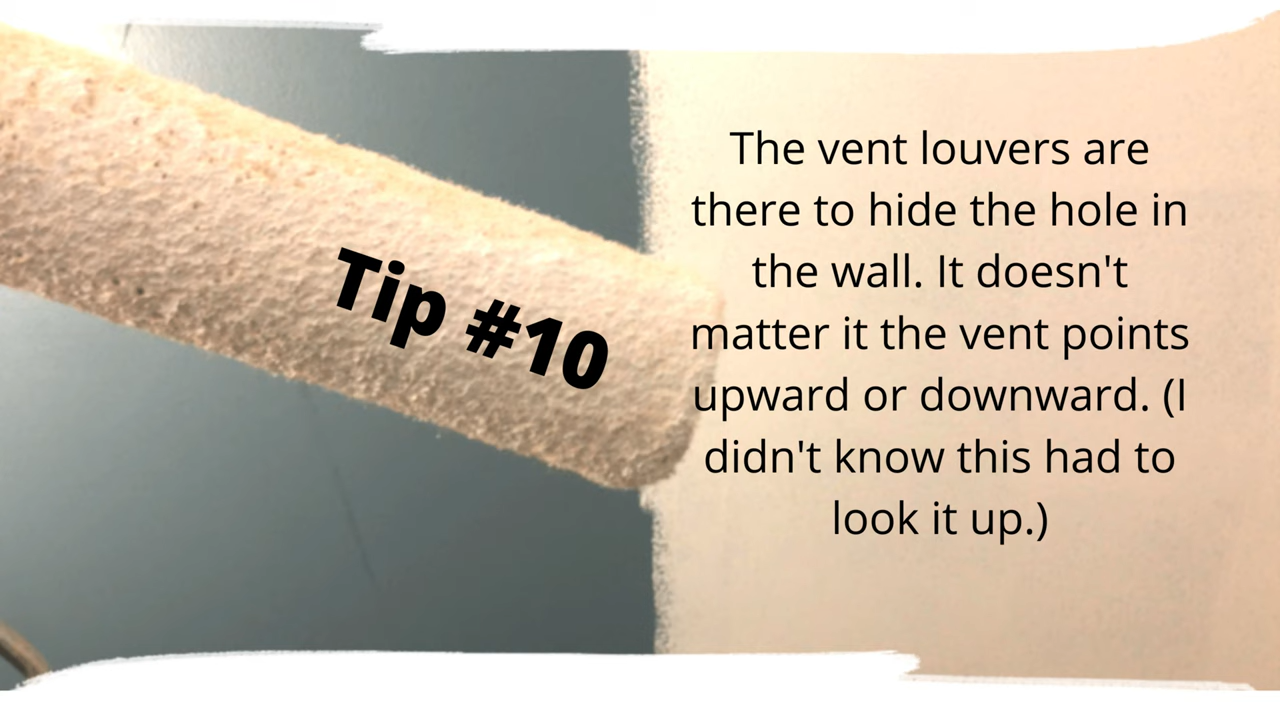 Tip #10
The vent louvers are
there to hide the hole in
the wall. It doesn't
matter it the vent points
upward or downward. (I
didn't know this had to
look it up.)